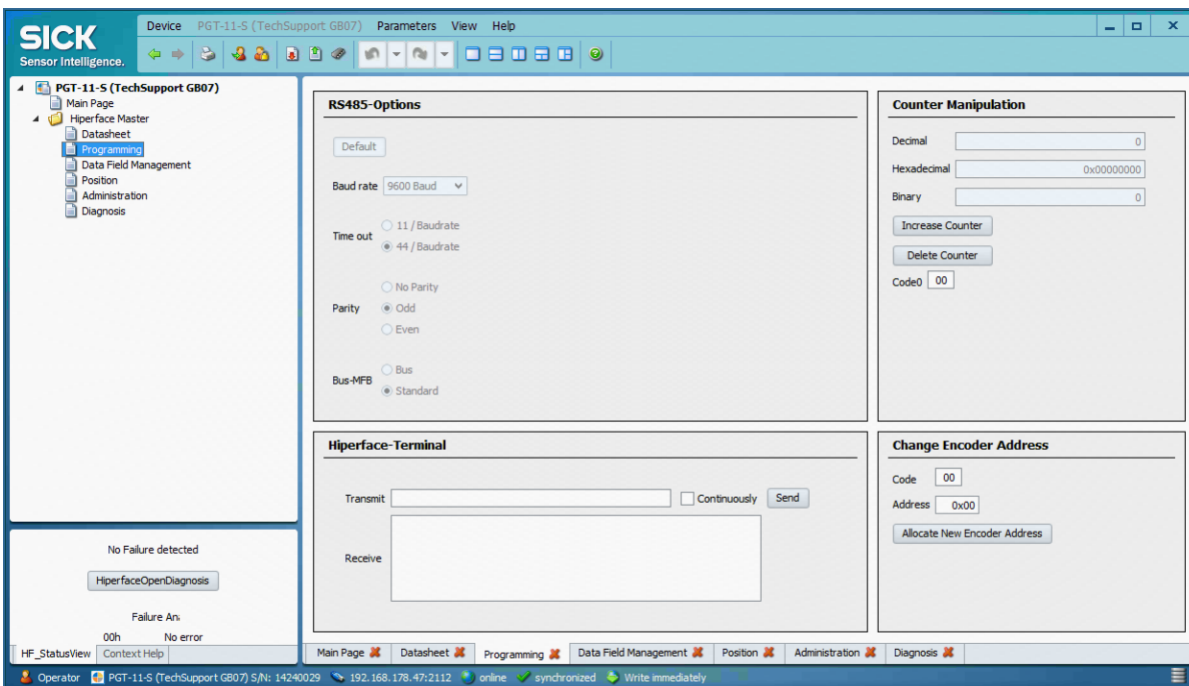 SICK
Sensor Intelligence.
Device PGT-11-S (TechSupport GB07) Parameters View Help
PGT-11-S (TechSupport GB07)
Main Page
Hiperface Master
Datasheet
Programming
Data Field Management
Position
Administration
Diagnosis
No Failure detected
HiperfaceOpenDiagnosis
Failure An
00h No error
HF_StatusView Context Help
RS485-Options
Default
Baud rate 9600 Baud
Time out
11 / Baudrate
44 / Baudrate
Parity
No Parity
Odd
Even
Bus-MFB
Bus
Standard
Counter Manipulation
Decimal 0
Hexadecimal 0x00000000
Binary 0
Increase Counter
Delete Counter
Code0 00
Hiperface-Terminal
Transmit Continuously Send
Receive
Change Encoder Address
Code 00
Address 0x00
Allocate New Encoder Address
Main Page Datasheet Programming Data Field Management Position Administration Diagnosis
Operator PGT-11-S (TechSupport GB07) S/N: 14240029 192.168.178.47:2112 online synchronized Write immediately